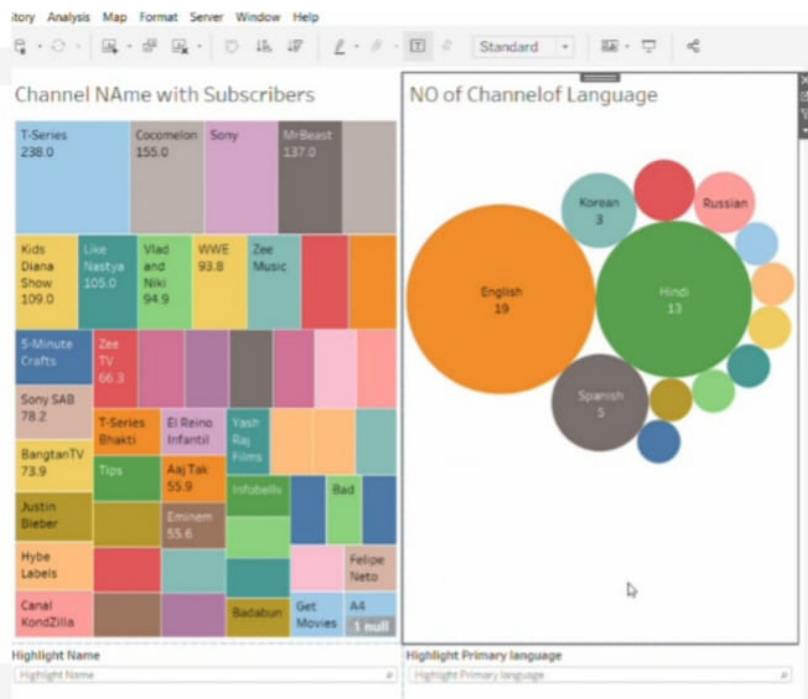 tory Analysis Map Format Server Window Help
Standard
Channel NAme with Subscribers
T-Series
238.0
Cocomelon
155.0
Sony
MrBeast
137.0
Kids
Diana
Show
109.0
Like
Nastya
105.0
Vlad
and
Niki
94.9
WWE
93.8
Zee
Music
5-Minute
Crafts
Zee
TV
66.3
Sony SAB
78.2
T-Series
Bhakti
El Reino
Infantil
Yash
Raj
Films
BangtanTV
73.9
Tips
Aaj Tak
55.9
Infobells
Bad
Justin
Bieber
Eminem
55.6
Hybe
Labels
Felipe
Neto
Canal
KondZilla
Badabun
Get
Movies
A4
1 null
Highlight Name
Highlight Name
NO of Channelof Language
Korean
3
Russian
English
19
Hindi
13
Spanish
5
Highlight Primary language
Highlight Primary language